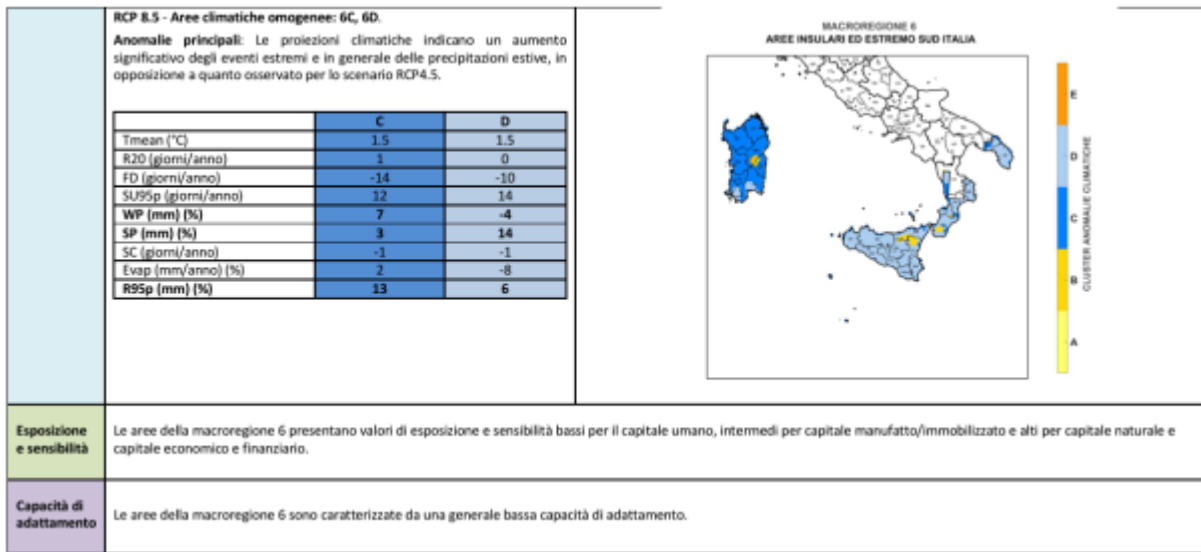 RCP 8.5 - Aree climatiche omogenee: 6C, 6D.
Anomalie principali: Le proiezioni climatiche indicano un aumento
significativo degli eventi estremi e in generale delle precipitazioni estive, in
opposizione a quanto osservato per lo scenario RCP4.5.
C D
Tmean (°C) 1.5 1.5
R20 (giorni/anno) 1 0
FD (giorni/anno) -14 -10
SU95p (giorni/anno) 12 14
WP (mm) (%) 7 -4
SP (mm) (%) 3 14
SC (giorni/anno) -1 -1
Evap (mm/anno) (%) 2 -8
R95p (mm) (%) 13 6
MACROREGIONE 6
AREE INSULARI ED ESTREMO SUD ITALIA
E
D
C
B
A
CLUSTER ANOMALIE CLIMATICHE
Esposizione
e sensibilità
Le aree della macroregione 6 presentano valori di esposizione e sensibilità bassi per il capitale umano, intermedi per capitale manufatto/immobilizzato e alti per capitale naturale e
capitale economico e finanziario.
Capacità di
adattamento
Le aree della macroregione 6 sono caratterizzate da una generale bassa capacità di adattamento.